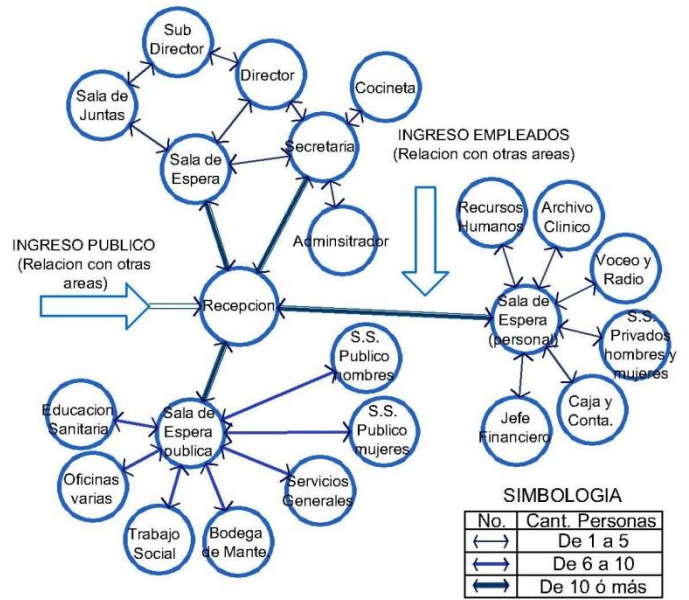 Sub
Director
Director
Cocineta
Sala de
Juntas
Sala de
Espera
Secretaria
Adminsitrador
INGRESO EMPLEADOS
(Relacion con otras areas)
INGRESO PUBLICO
(Relacion con otras
areas)
Recepcion
Recursos
Humanos
Archivo
Clinico
Voceo y
Radio
Sala de
Espera
(personal)
S.S.
Privados
hombres y
mujeres
Caja y
Conta.
Jefe
Financiero
S.S.
Publico
hombres
S.S.
Publico
mujeres
Educacion
Sanitaria
Sala de
Espera
publica
Oficinas
varias
Trabajo
Social
Bodega
de Mante.
Servicios
Generales
SIMBOLOGIA
No. Cant. Personas
De 1 a 5
De 6 a 10
De 10 ó más